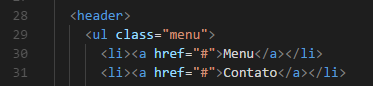 28 <header>
29 <ul class="menu">
30 <li><a href="#">Menu</a></li>
31 <li><a href="#">Contato</a></li>